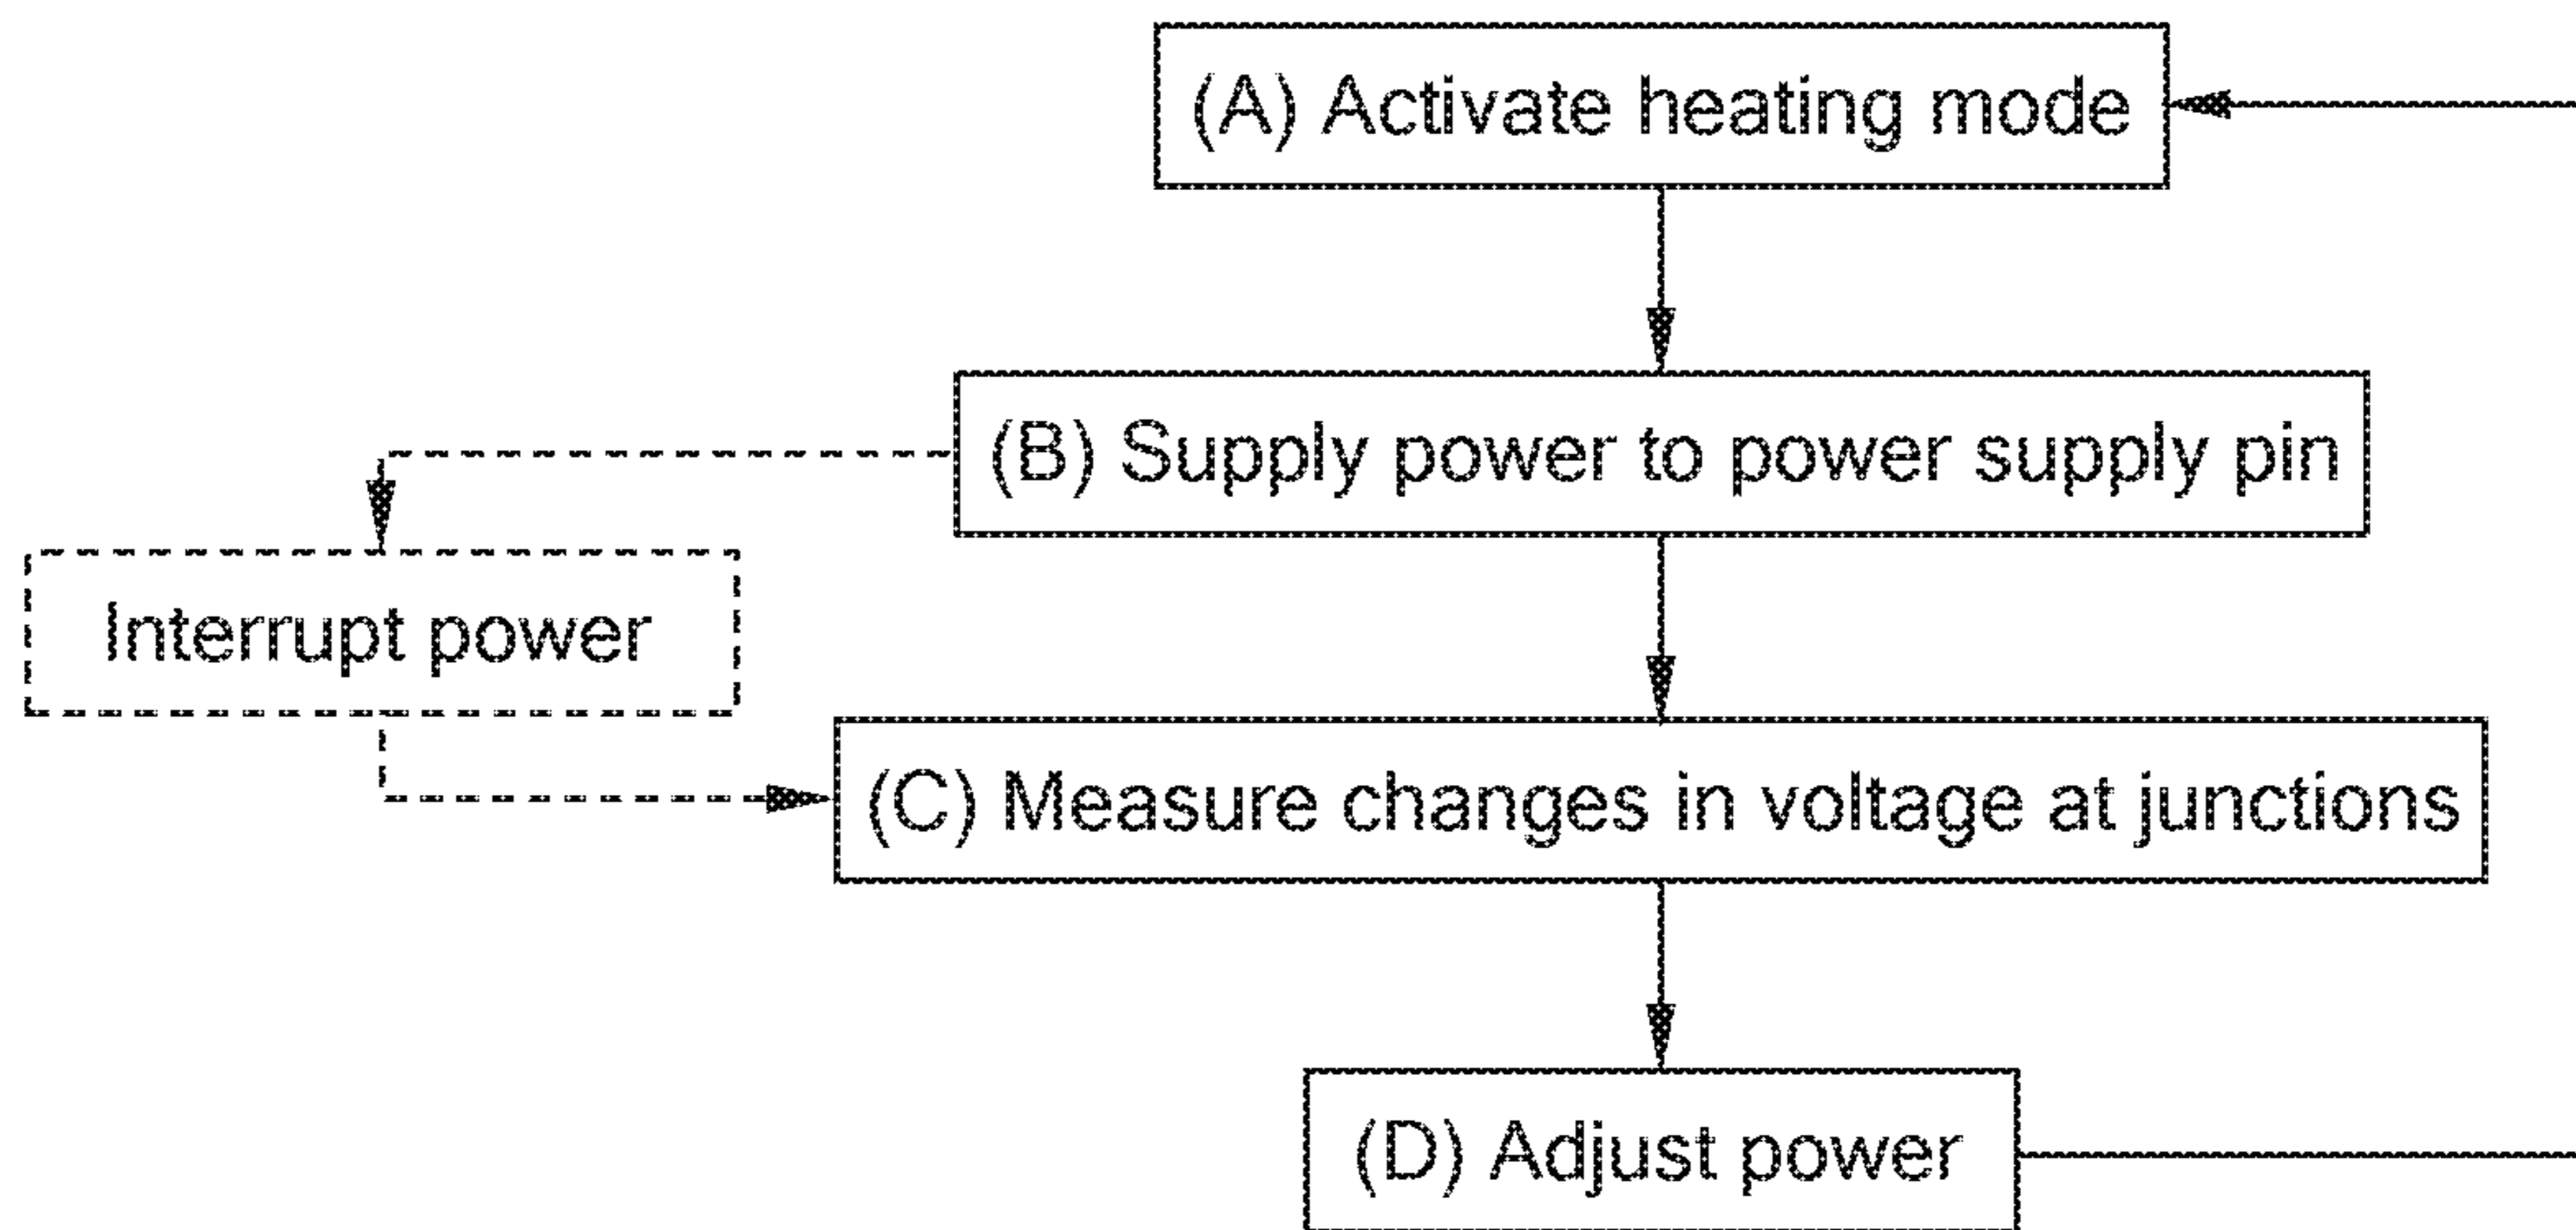 (A) Activate heating mode
(B) Supply power to power supply pin
Interrupt power
(C) Measure changes in voltage at junctions
(D) Adjust power